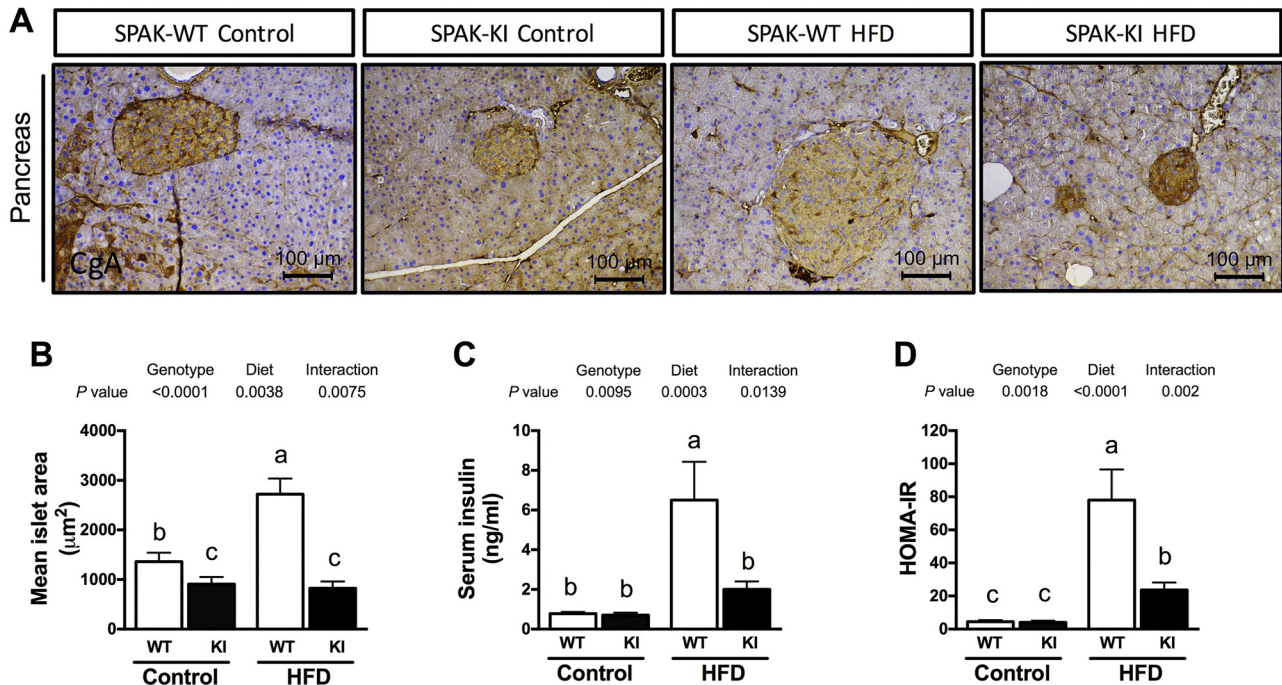 A
SPAK-WT Control
SPAK-KI Control
SPAK-WT HFD
SPAK-KI HFD
Pancreas
CgA
100 µm
100 µm
100 µm
100 µm
B
Genotype Diet Interaction
P value <0.0001 0.0038 0.0075
Mean islet area
(µm²)
4000
3000
2000
1000
0
b
c
a
c
WT KI WT KI
Control HFD
C
Genotype Diet Interaction
P value 0.0095 0.0003 0.0139
Serum insulin
(ng/ml)
10
8
6
4
2
0
b
b
a
b
WT KI WT KI
Control HFD
D
Genotype Diet Interaction
P value 0.0018 <0.0001 0.002
HOMA-IR
120
100
80
60
40
20
0
c
c
a
b
WT KI WT KI
Control HFD